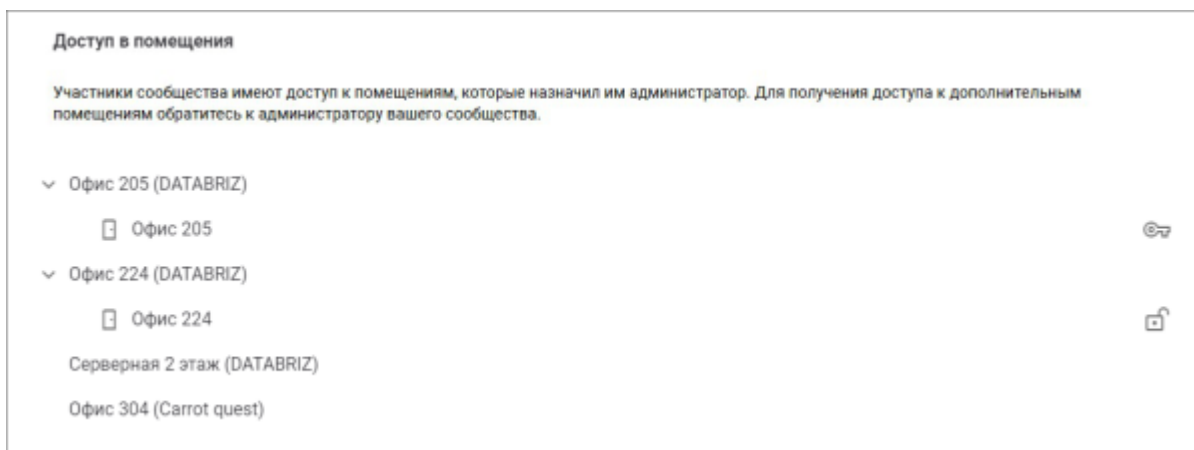 Доступ в помещения
Участники сообщества имеют доступ к помещениям, которые назначил им администратор. Для получения доступа к дополнительным
помещениям обратитесь к администратору вашего сообщества.
Офис 205 (DATABRIZ)
Офис 205
Офис 224 (DATABRIZ)
Офис 224
Серверная 2 этаж (DATABRIZ)
Офис 304 (Carrot quest)